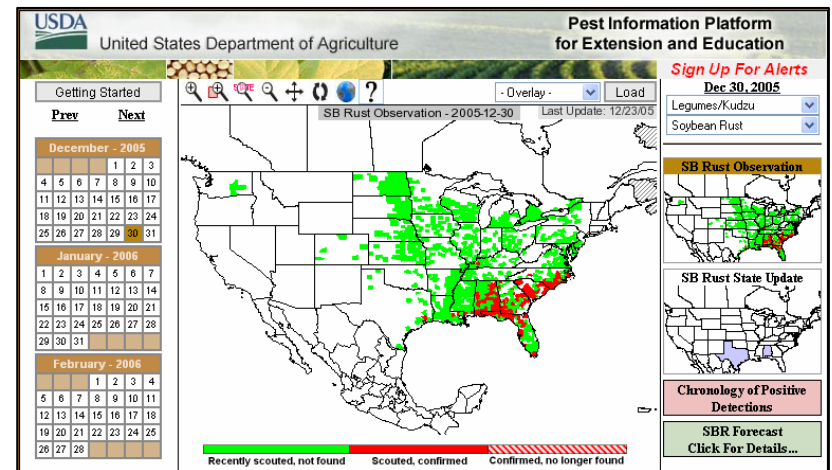 USDA
United States Department of Agriculture
Pest Information Platform
for Extension and Education
Sign Up For Alerts
Getting Started
Prev Next
December - 2005
1 2 3
4 5 6 7 8 9 10
11 12 13 14 15 16 17
18 19 20 21 22 23 24
25 26 27 28 29 30 31
January - 2006
1 2 3 4 5 6 7
8 9 10 11 12 13 14
15 16 17 18 19 20 21
22 23 24 25 26 27 28
29 30 31
February - 2006
1 2 3 4
5 6 7 8 9 10 11
12 13 14 15 16 17 18
19 20 21 22 23 24 25
26 27 28
STATE
?
- Overlay -
Load
SB Rust Observation - 2005-12-30
Last Update: 12/23/05
Recently scouted, not found
Scouted, confirmed
Confirmed, no longer found
Dec 30, 2005
Legumes/Kudzu
Soybean Rust
SB Rust Observation
SB Rust State Update
Chronology of Positive
Detections
SBR Forecast
Click For Details...